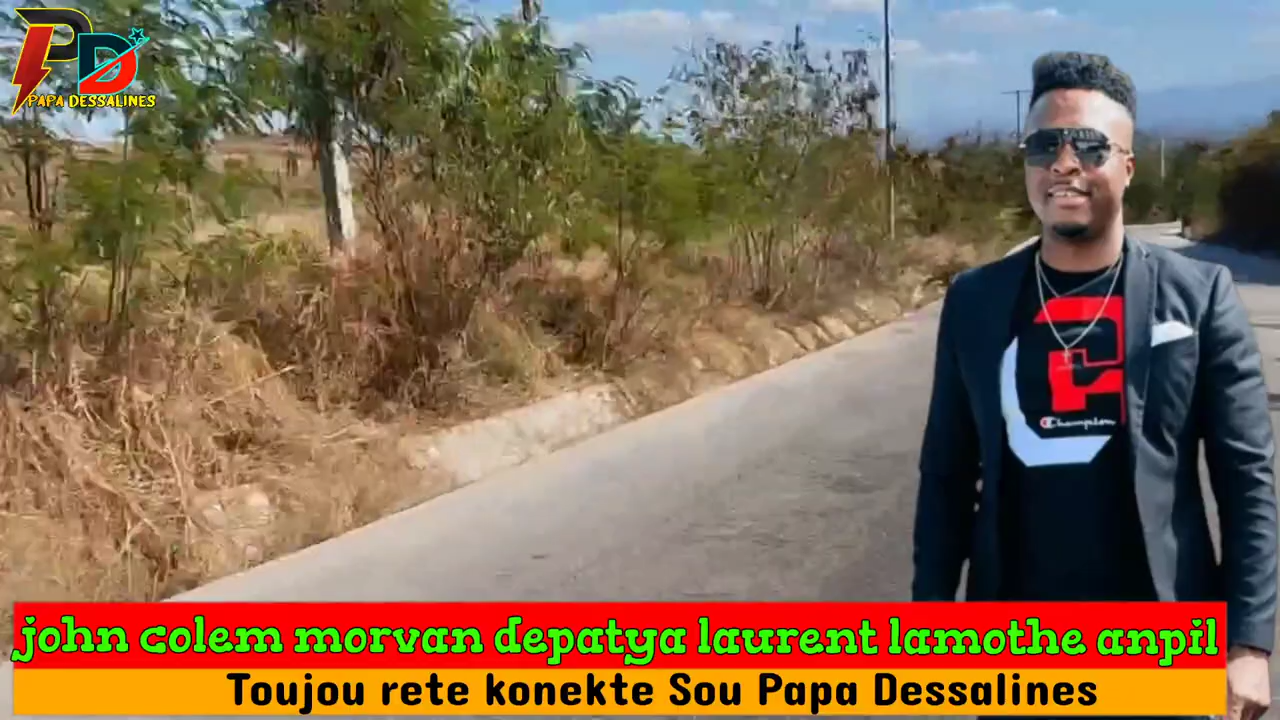 PD
PAPA DESSALINES
Champion
john colem morvan depatya laurent lamothe anpil
Toujou rete konekte Sou Papa Dessalines